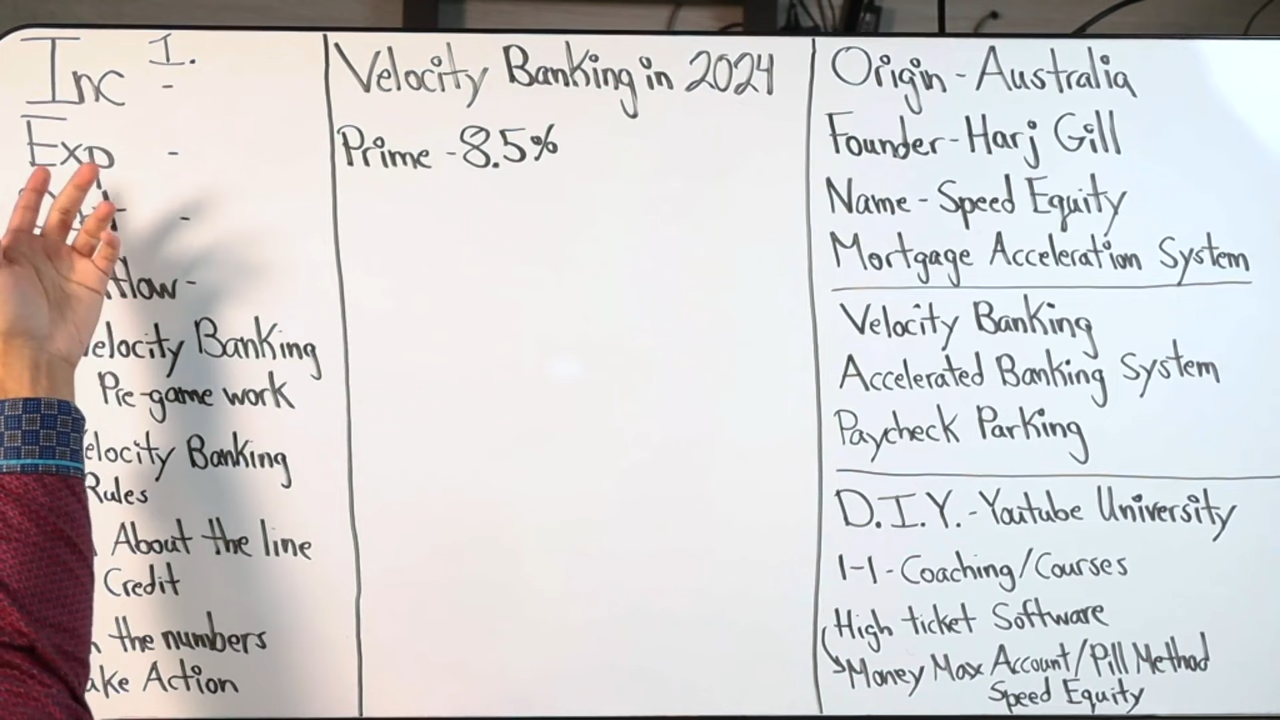 Inc 1. -
Exp -
-
flow-
elocity Banking
Pre-game work
elocity Banking
Rules
About the line
Credit
the numbers
ake Action
Velocity Banking in 2024
Prime - 8.5%
Origin - Australia
Founder - Harj Gill
Name - Speed Equity
Mortgage Acceleration System
Velocity Banking
Accelerated Banking System
Paycheck Parking
D.I.Y. - Youtube University
1-1 - Coaching/Courses
High ticket Software
Money Max Account/Pill Method
Speed Equity